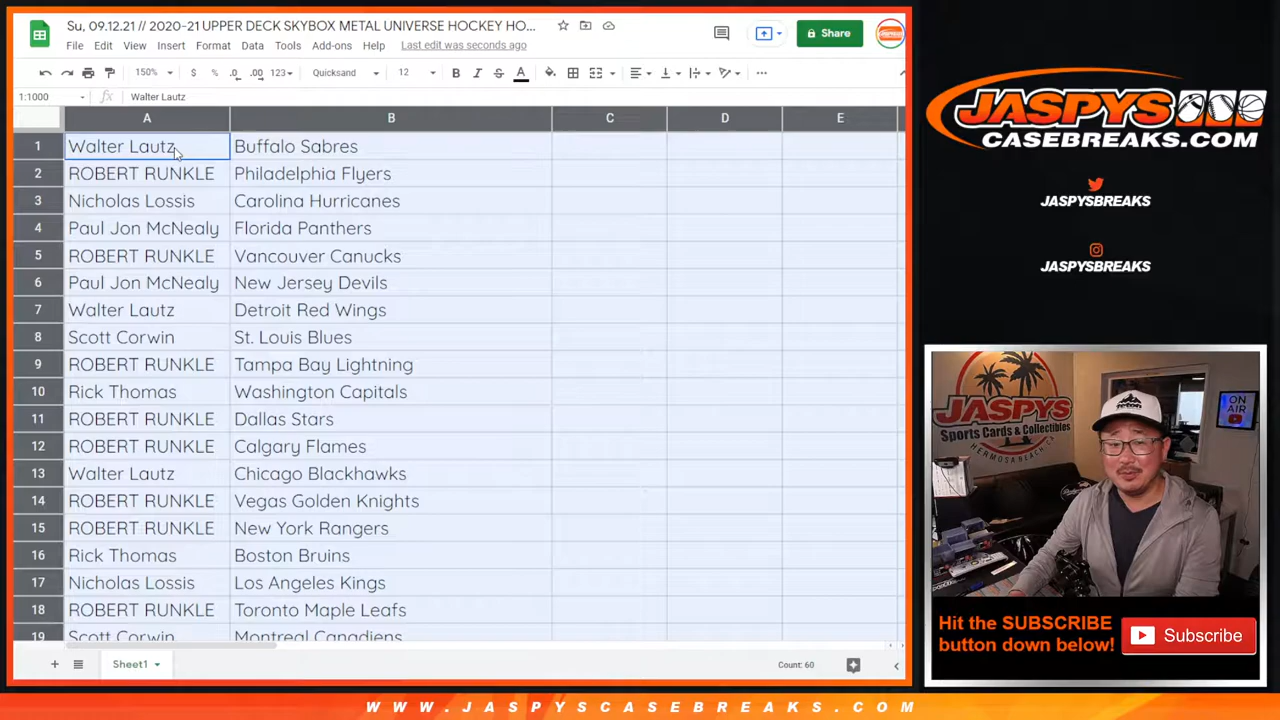 Su, 09.12.21 // 2020-21 UPPER DECK SKYBOX METAL UNIVERSE HOCKEY HO...
File Edit View Insert Format Data Tools Add-ons Help Last edit was seconds ago
Share
150% $ % .0 .00 123 Quicksand 12 B I S A
1:1000 fx Walter Lautz
A B C D E
1 Walter Lautz Buffalo Sabres
2 ROBERT RUNKLE Philadelphia Flyers
3 Nicholas Lossis Carolina Hurricanes
4 Paul Jon McNealy Florida Panthers
5 ROBERT RUNKLE Vancouver Canucks
6 Paul Jon McNealy New Jersey Devils
7 Walter Lautz Detroit Red Wings
8 Scott Corwin St. Louis Blues
9 ROBERT RUNKLE Tampa Bay Lightning
10 Rick Thomas Washington Capitals
11 ROBERT RUNKLE Dallas Stars
12 ROBERT RUNKLE Calgary Flames
13 Walter Lautz Chicago Blackhawks
14 ROBERT RUNKLE Vegas Golden Knights
15 ROBERT RUNKLE New York Rangers
16 Rick Thomas Boston Bruins
17 Nicholas Lossis Los Angeles Kings
18 ROBERT RUNKLE Toronto Maple Leafs
19 Scott Corwin Montreal Canadiens
Sheet1
Count: 60
JASPYS
CASEBREAKS.COM
JASPYSBREAKS
JASPYSBREAKS
JASPYS
Sports Cards & Collectibles
HERMOSA BEACH
ON
AIR
Hit the SUBSCRIBE
button down below!
Subscribe
WWW.JASPYSCASEBREAKS.COM